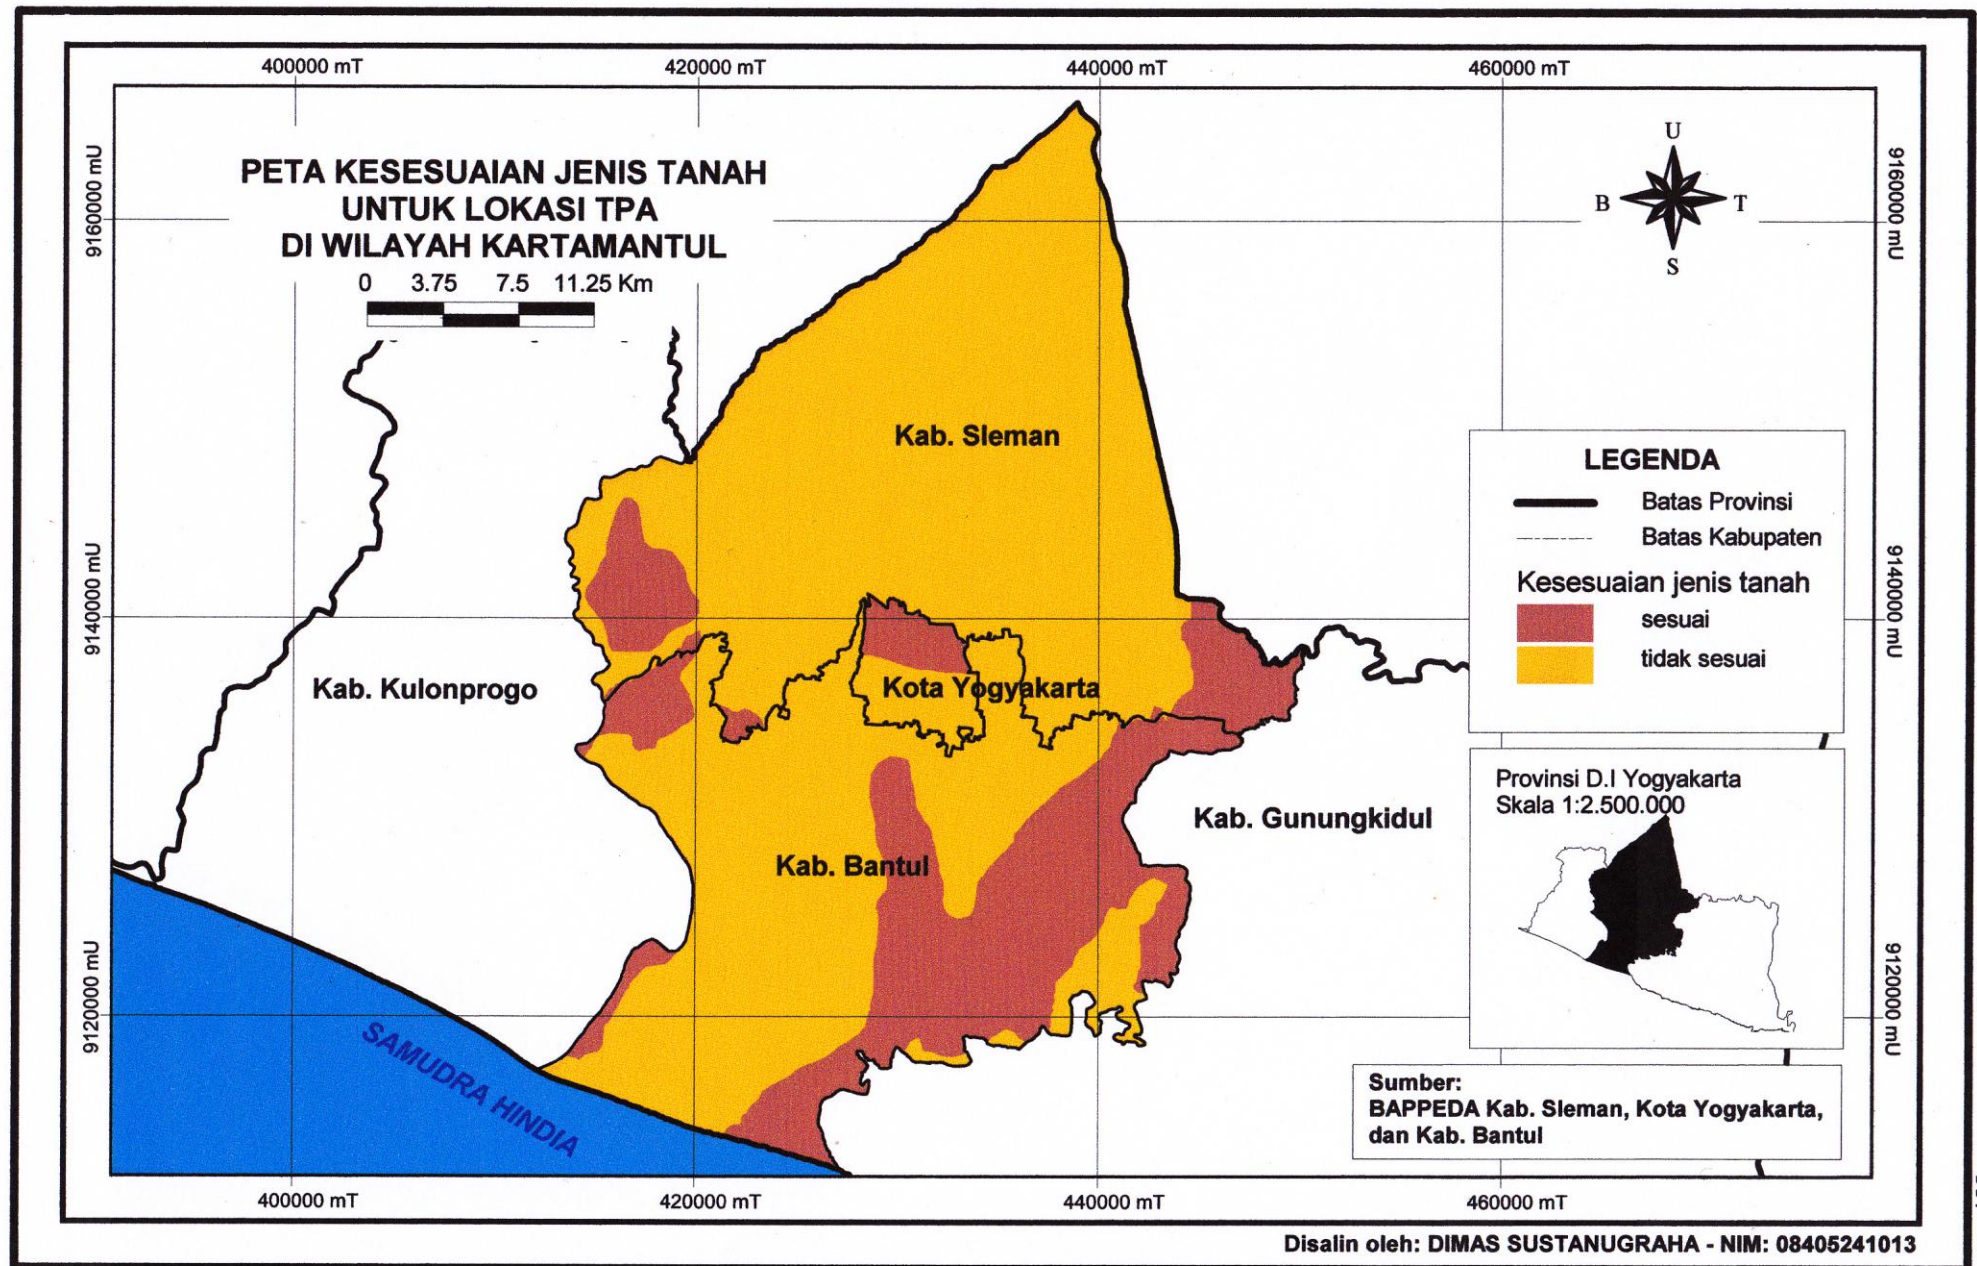 400000 mT
420000 mT
440000 mT
460000 mT
PETA KESESUAIAN JENIS TANAH
UNTUK LOKASI TPA
DI WILAYAH KARTAMANTUL
0 3.75 7.5 11.25 Km
U
B
T
S
9160000 mU
9160000 mU
Kab. Sleman
LEGENDA
Batas Provinsi
Batas Kabupaten
Kesesuaian jenis tanah
sesuai
tidak sesuai
9140000 mU
9140000 mU
Kab. Kulonprogo
Kota Yogyakarta
Provinsi D.I Yogyakarta
Skala 1:2.500.000
Kab. Gunungkidul
Kab. Bantul
9120000 mU
9120000 mU
SAMUDRA HINDIA
Sumber:
BAPPEDA Kab. Sleman, Kota Yogyakarta,
dan Kab. Bantul
400000 mT
420000 mT
440000 mT
460000 mT
Disalin oleh: DIMAS SUSTANUGRAHA - NIM: 08405241013